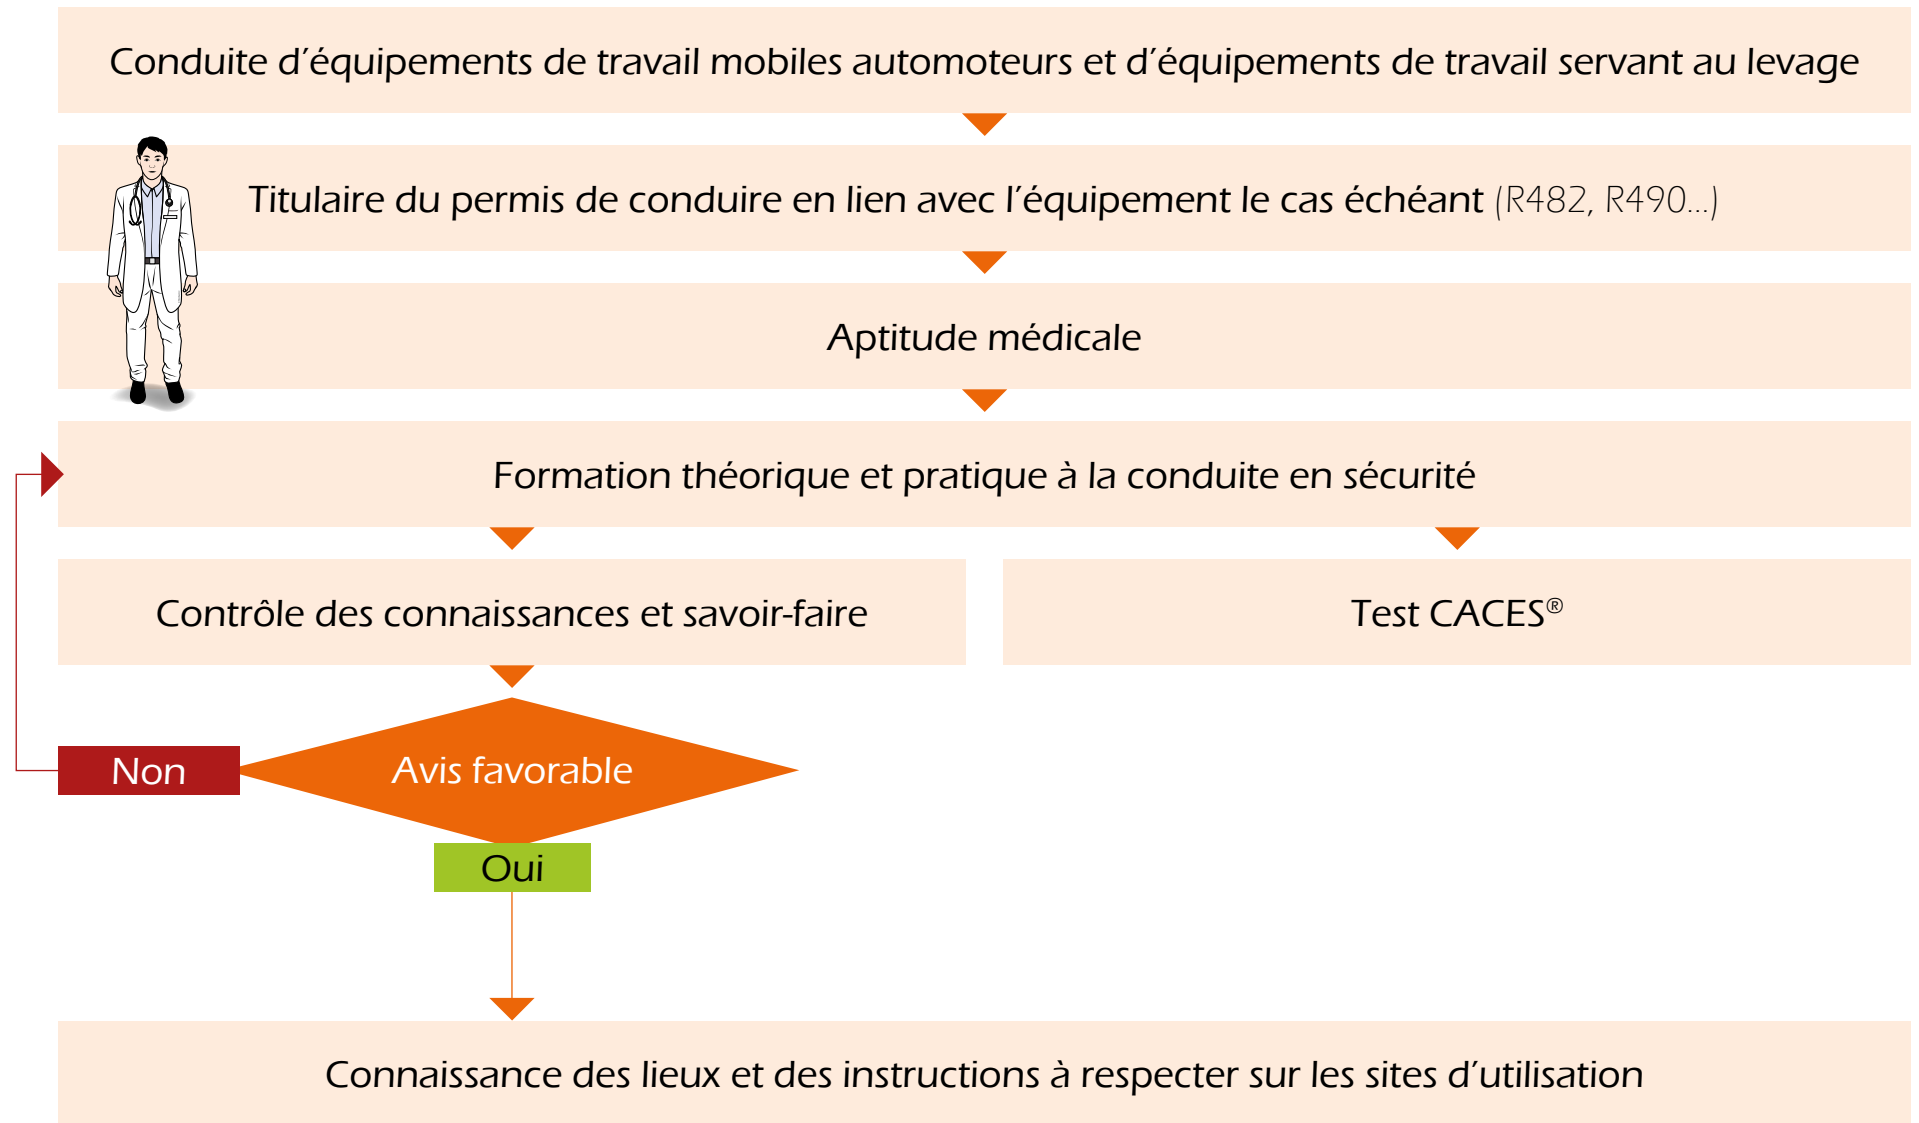 Conduite d’équipements de travail mobiles automoteurs et d’équipements de travail servant au levage
Titulaire du permis de conduire en lien avec l’équipement le cas échéant (R482, R490...)
Aptitude médicale
Formation théorique et pratique à la conduite en sécurité
Contrôle des connaissances et savoir-faire
Test CACES®
Avis favorable
Non
Oui
Connaissance des lieux et des instructions à respecter sur les sites d’utilisation